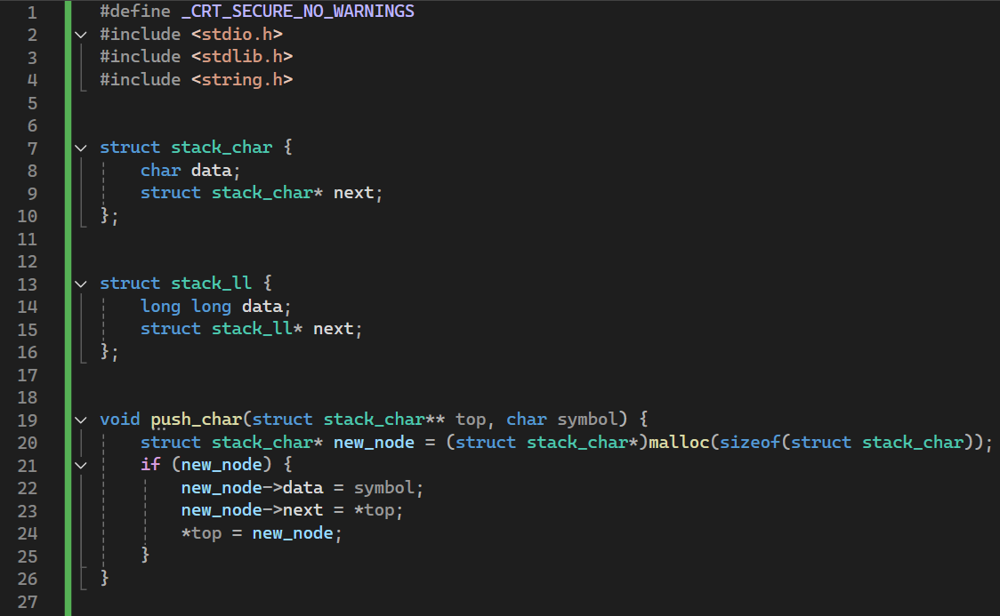 1 #define _CRT_SECURE_NO_WARNINGS
2 #include <stdio.h>
3 #include <stdlib.h>
4 #include <string.h>
5
6
7 struct stack_char {
8     char data;
9     struct stack_char* next;
10 };
11
12
13 struct stack_ll {
14     long long data;
15     struct stack_ll* next;
16 };
17
18
19 void push_char(struct stack_char** top, char symbol) {
20     struct stack_char* new_node = (struct stack_char*)malloc(sizeof(struct stack_char));
21     if (new_node) {
22         new_node->data = symbol;
23         new_node->next = *top;
24         *top = new_node;
25     }
26 }
27